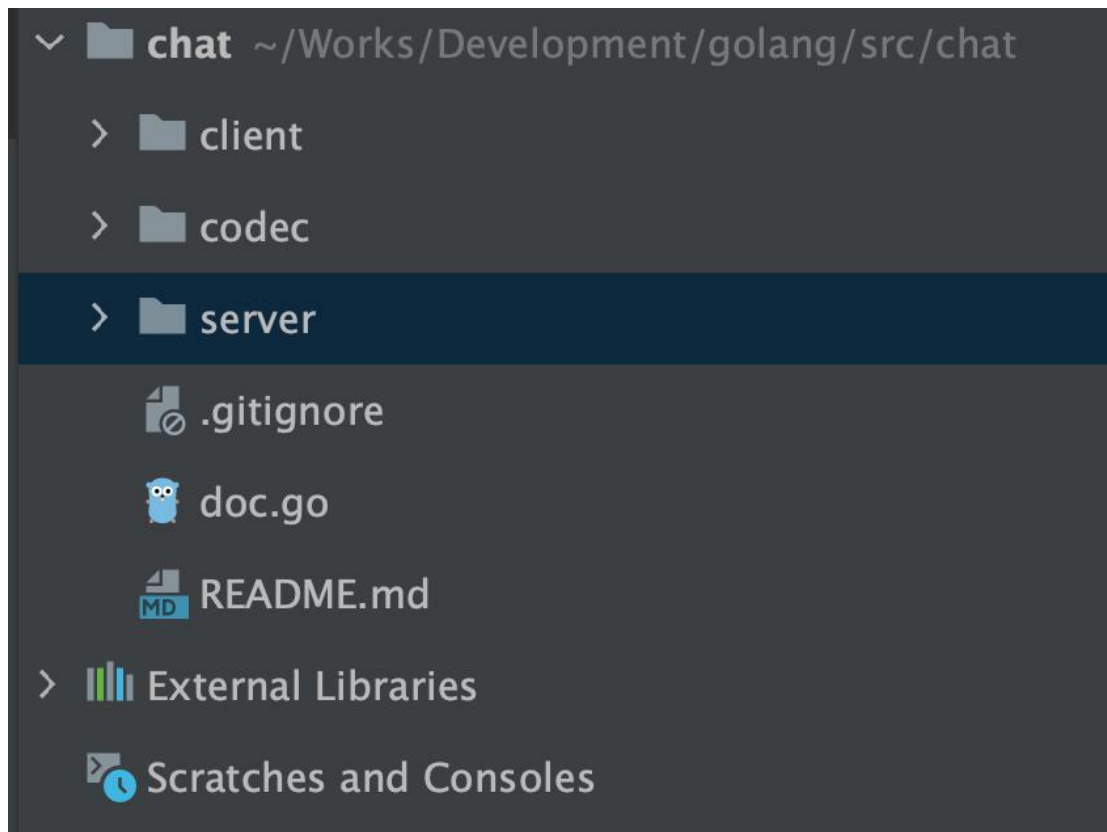 chat ~/Works/Development/golang/src/chat
client
codec
server
.gitignore
doc.go
MD README.md
External Libraries
Scratches and Consoles